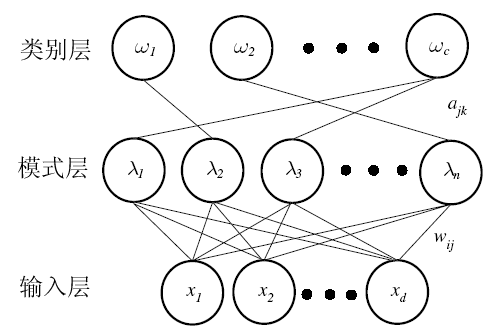 类别层 ω1 ω2 ωc
ajk
模式层 λ1 λ2 λ3 λn
wij
输入层 x1 x2 xd